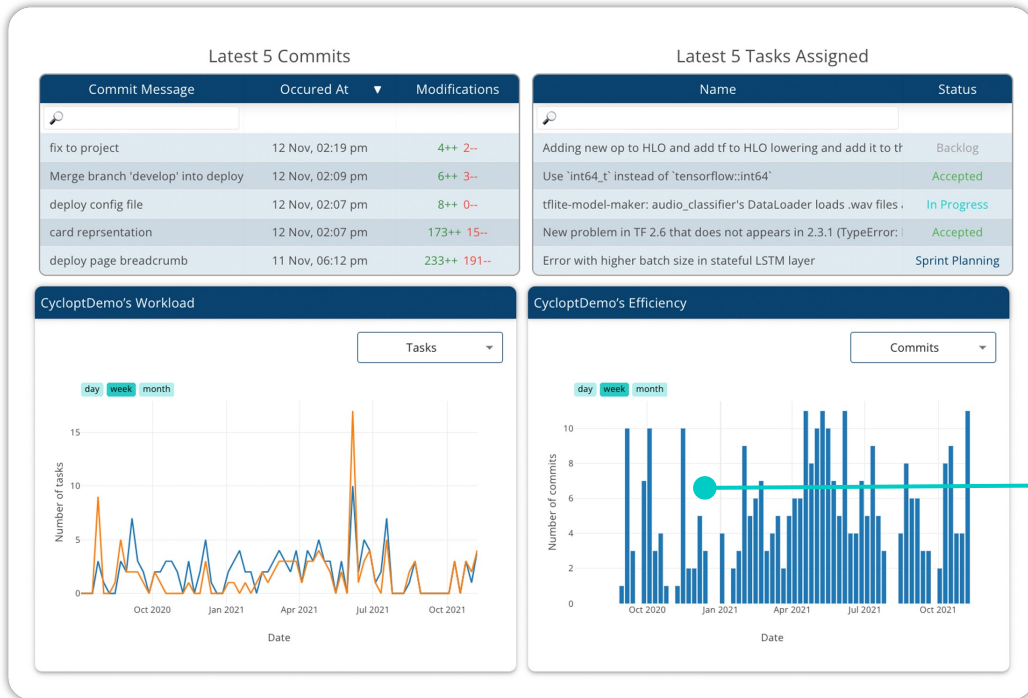 Latest 5 Commits
Commit Message Occured At ▼ Modifications
fix to project 12 Nov, 02:19 pm 4++ 2--
Merge branch 'develop' into deploy 12 Nov, 02:09 pm 6++ 3--
deploy config file 12 Nov, 02:07 pm 8++ 0--
card reprsentation 12 Nov, 02:07 pm 173++ 15--
deploy page breadcrumb 11 Nov, 06:12 pm 233++ 191--
Latest 5 Tasks Assigned
Name Status
Adding new op to HLO and add tf to HLO lowering and add it to th Backlog
Use `int64_t` instead of `tensorflow::int64` Accepted
tflite-model-maker: audio_classifier's DataLoader loads .wav files In Progress
New problem in TF 2.6 that does not appears in 2.3.1 (TypeError: Accepted
Error with higher batch size in stateful LSTM layer Sprint Planning
CycloptDemo's Workload
Tasks
day week month
15
10
5
0
Number of tasks
Oct 2020 Jan 2021 Apr 2021 Jul 2021 Oct 2021
Date
CycloptDemo's Efficiency
Commits
day week month
10
8
6
4
2
0
Number of commits
Oct 2020 Jan 2021 Apr 2021 Jul 2021 Oct 2021
Date